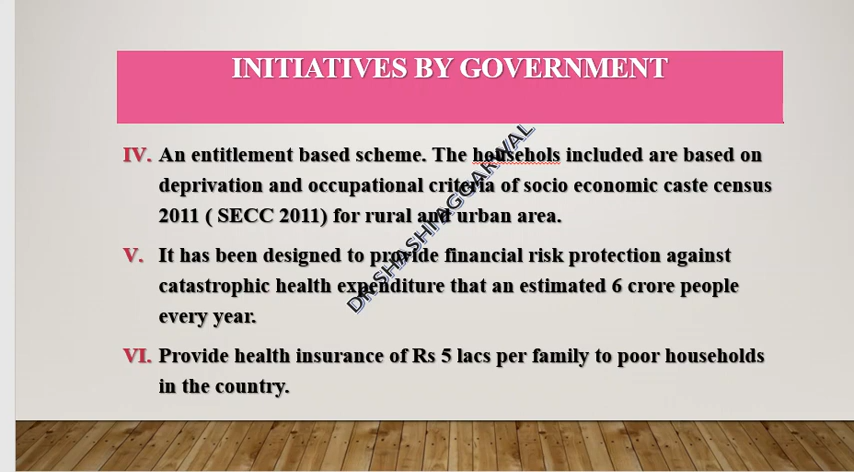 INITIATIVES BY GOVERNMENT
IV. An entitlement based scheme. The househols included are based on
deprivation and occupational criteria of socio economic caste census
2011 ( SECC 2011) for rural and urban area.
V. It has been designed to provide financial risk protection against
catastrophic health expenditure that an estimated 6 crore people
every year.
VI. Provide health insurance of Rs 5 lacs per family to poor households
in the country.
DR SHASHI AGGARWAL